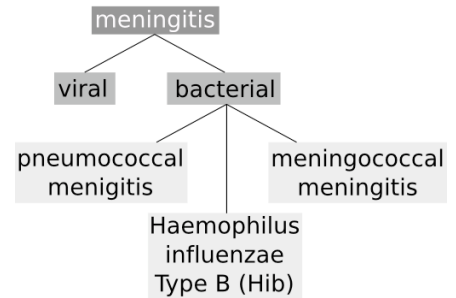 meningitis
viral
bacterial
pneumococcal
menigitis
meningococcal
meningitis
Haemophilus
influenzae
Type B (Hib)